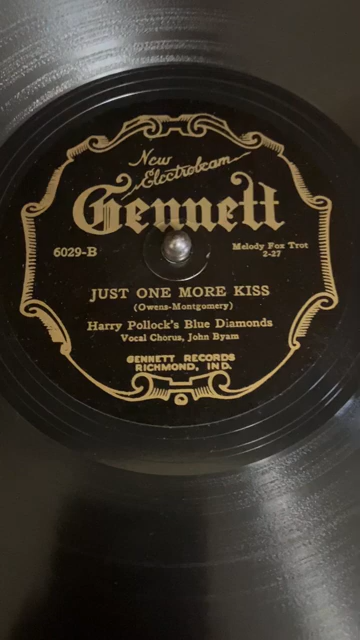 New
Electrobeam
Gennett
6029-B
Melody Fox Trot
2-27
JUST ONE MORE KISS
(Owens-Montgomery)
Harry Pollock's Blue Diamonds
Vocal Chorus, John Byam
GENNETT RECORDS
RICHMOND, IND.